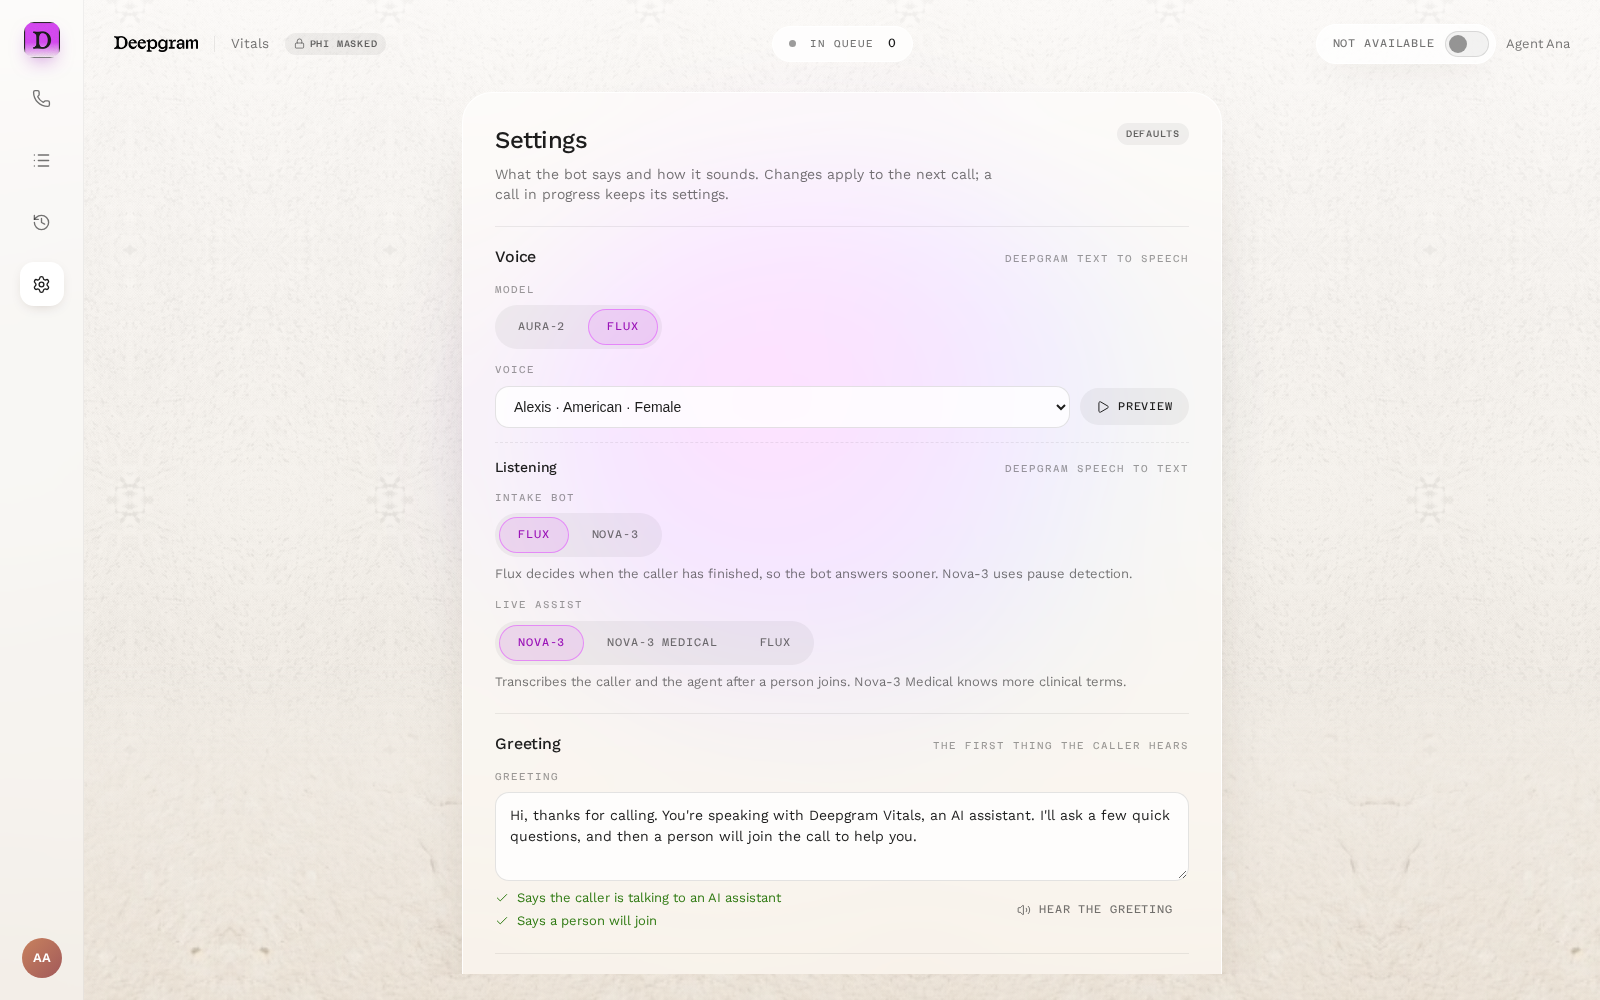 D
Deepgram
Vitals
PHI MASKED
IN QUEUE 0
NOT AVAILABLE
Agent Ana
Settings
DEFAULTS
What the bot says and how it sounds. Changes apply to the next call; a
call in progress keeps its settings.
Voice
DEEPGRAM TEXT TO SPEECH
MODEL
AURA-2
FLUX
VOICE
Alexis · American · Female
PREVIEW
Listening
DEEPGRAM SPEECH TO TEXT
INTAKE BOT
FLUX
NOVA-3
Flux decides when the caller has finished, so the bot answers sooner. Nova-3 uses pause detection.
LIVE ASSIST
NOVA-3
NOVA-3 MEDICAL
FLUX
Transcribes the caller and the agent after a person joins. Nova-3 Medical knows more clinical terms.
Greeting
THE FIRST THING THE CALLER HEARS
GREETING
Hi, thanks for calling. You're speaking with Deepgram Vitals, an AI assistant. I'll ask a few quick
questions, and then a person will join the call to help you.
Says the caller is talking to an AI assistant
Says a person will join
HEAR THE GREETING
AA